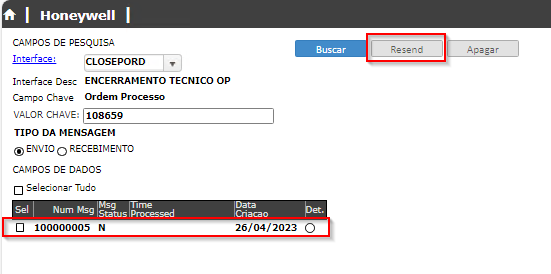 Honeywell
CAMPOS DE PESQUISA
Buscar Resend Apagar
Interface: CLOSEPORD
Interface Desc ENCERRAMENTO TECNICO OP
Campo Chave Ordem Processo
VALOR CHAVE: 108659
TIPO DA MENSAGEM
ENVIO RECEBIMENTO
CAMPOS DE DADOS
Selecionar Tudo
Sel Num Msg Msg Status Time Processed Data Criacao Det.
100000005 N 26/04/2023